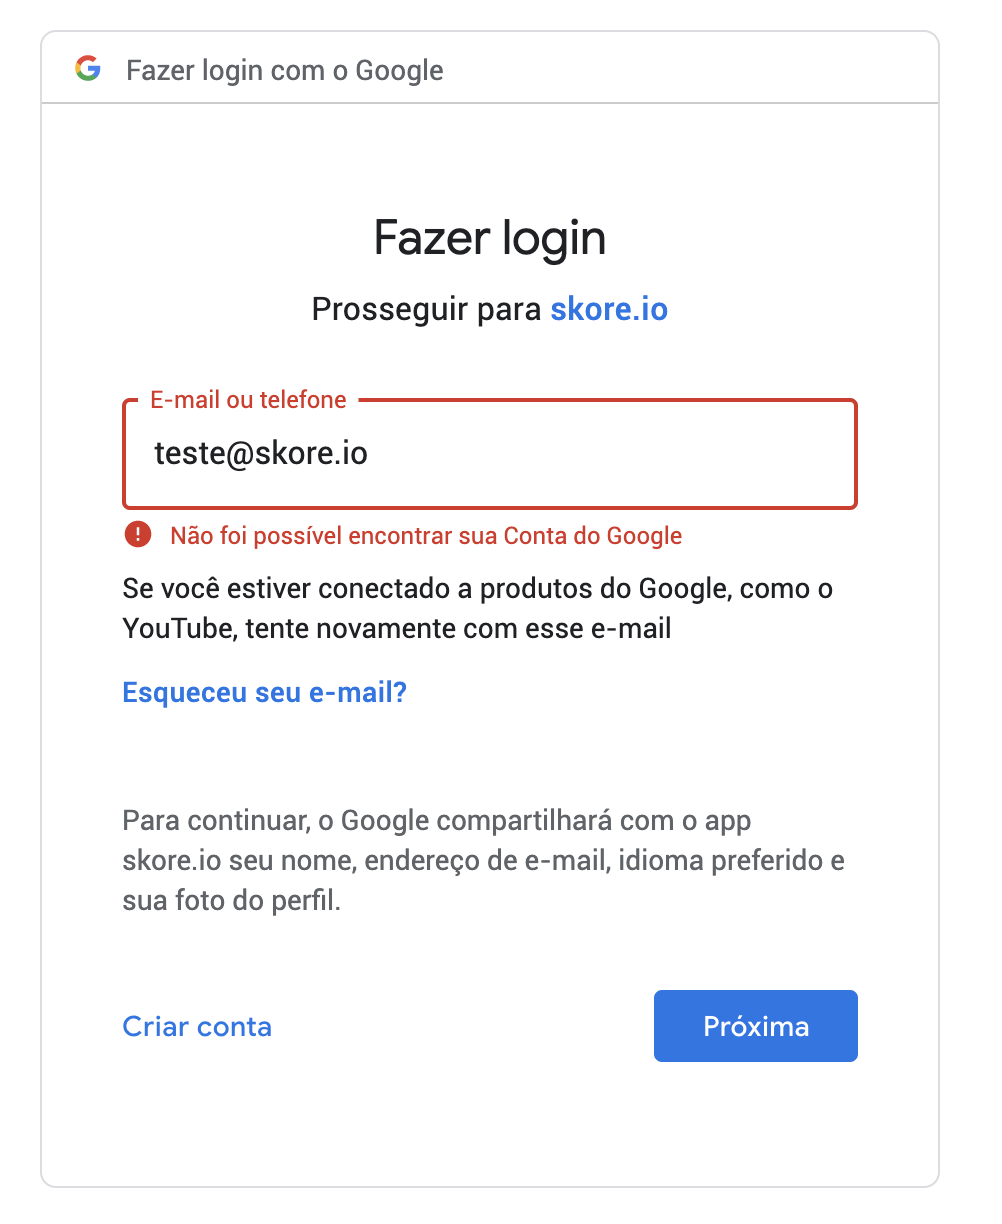 Fazer login com o Google
Fazer login
Prosseguir para skore.io
E-mail ou telefone
teste@skore.io
Não foi possível encontrar sua Conta do Google
Se você estiver conectado a produtos do Google, como o
YouTube, tente novamente com esse e-mail
Esqueceu seu e-mail?
Para continuar, o Google compartilhará com o app
skore.io seu nome, endereço de e-mail, idioma preferido e
sua foto do perfil.
Criar conta
Próxima